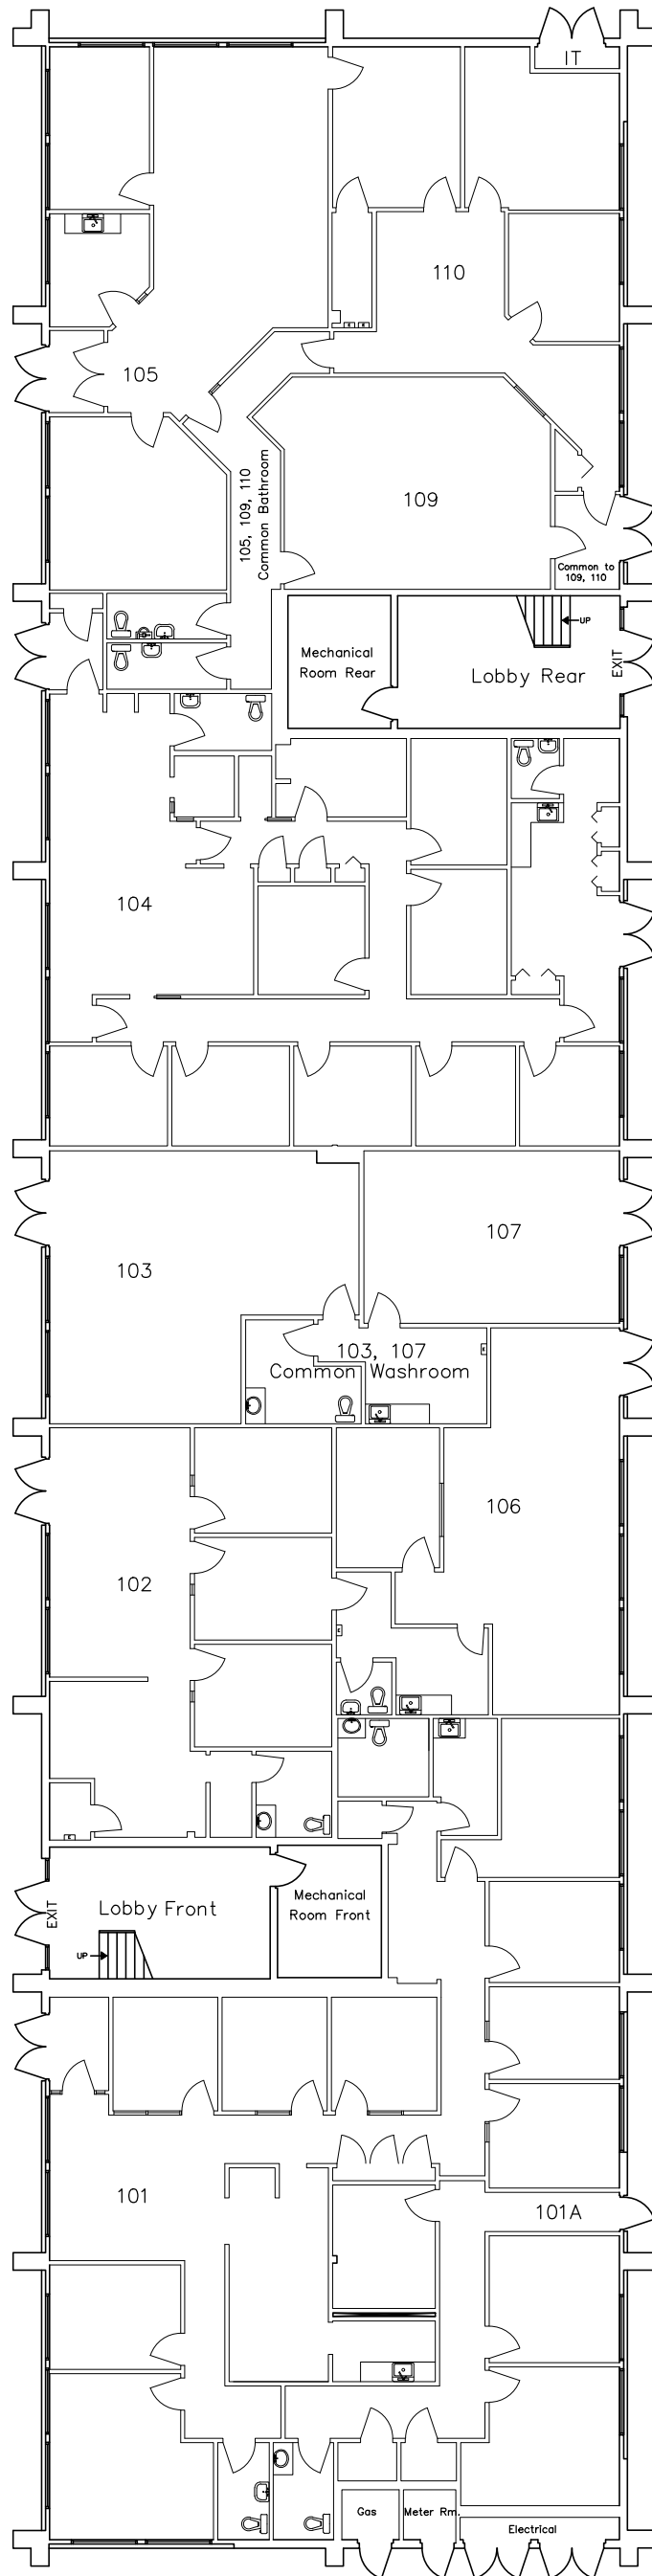 IT
110
105
105, 109, 110
Common Bathroom
109
Common to
109, 110
Mechanical
Room Rear
UP
Lobby Rear
EXIT
104
107
103
103, 107
Common Washroom
106
102
Lobby Front
EXIT
UP
Mechanical
Room Front
101
101A
Gas
Meter Rm.
Electrical